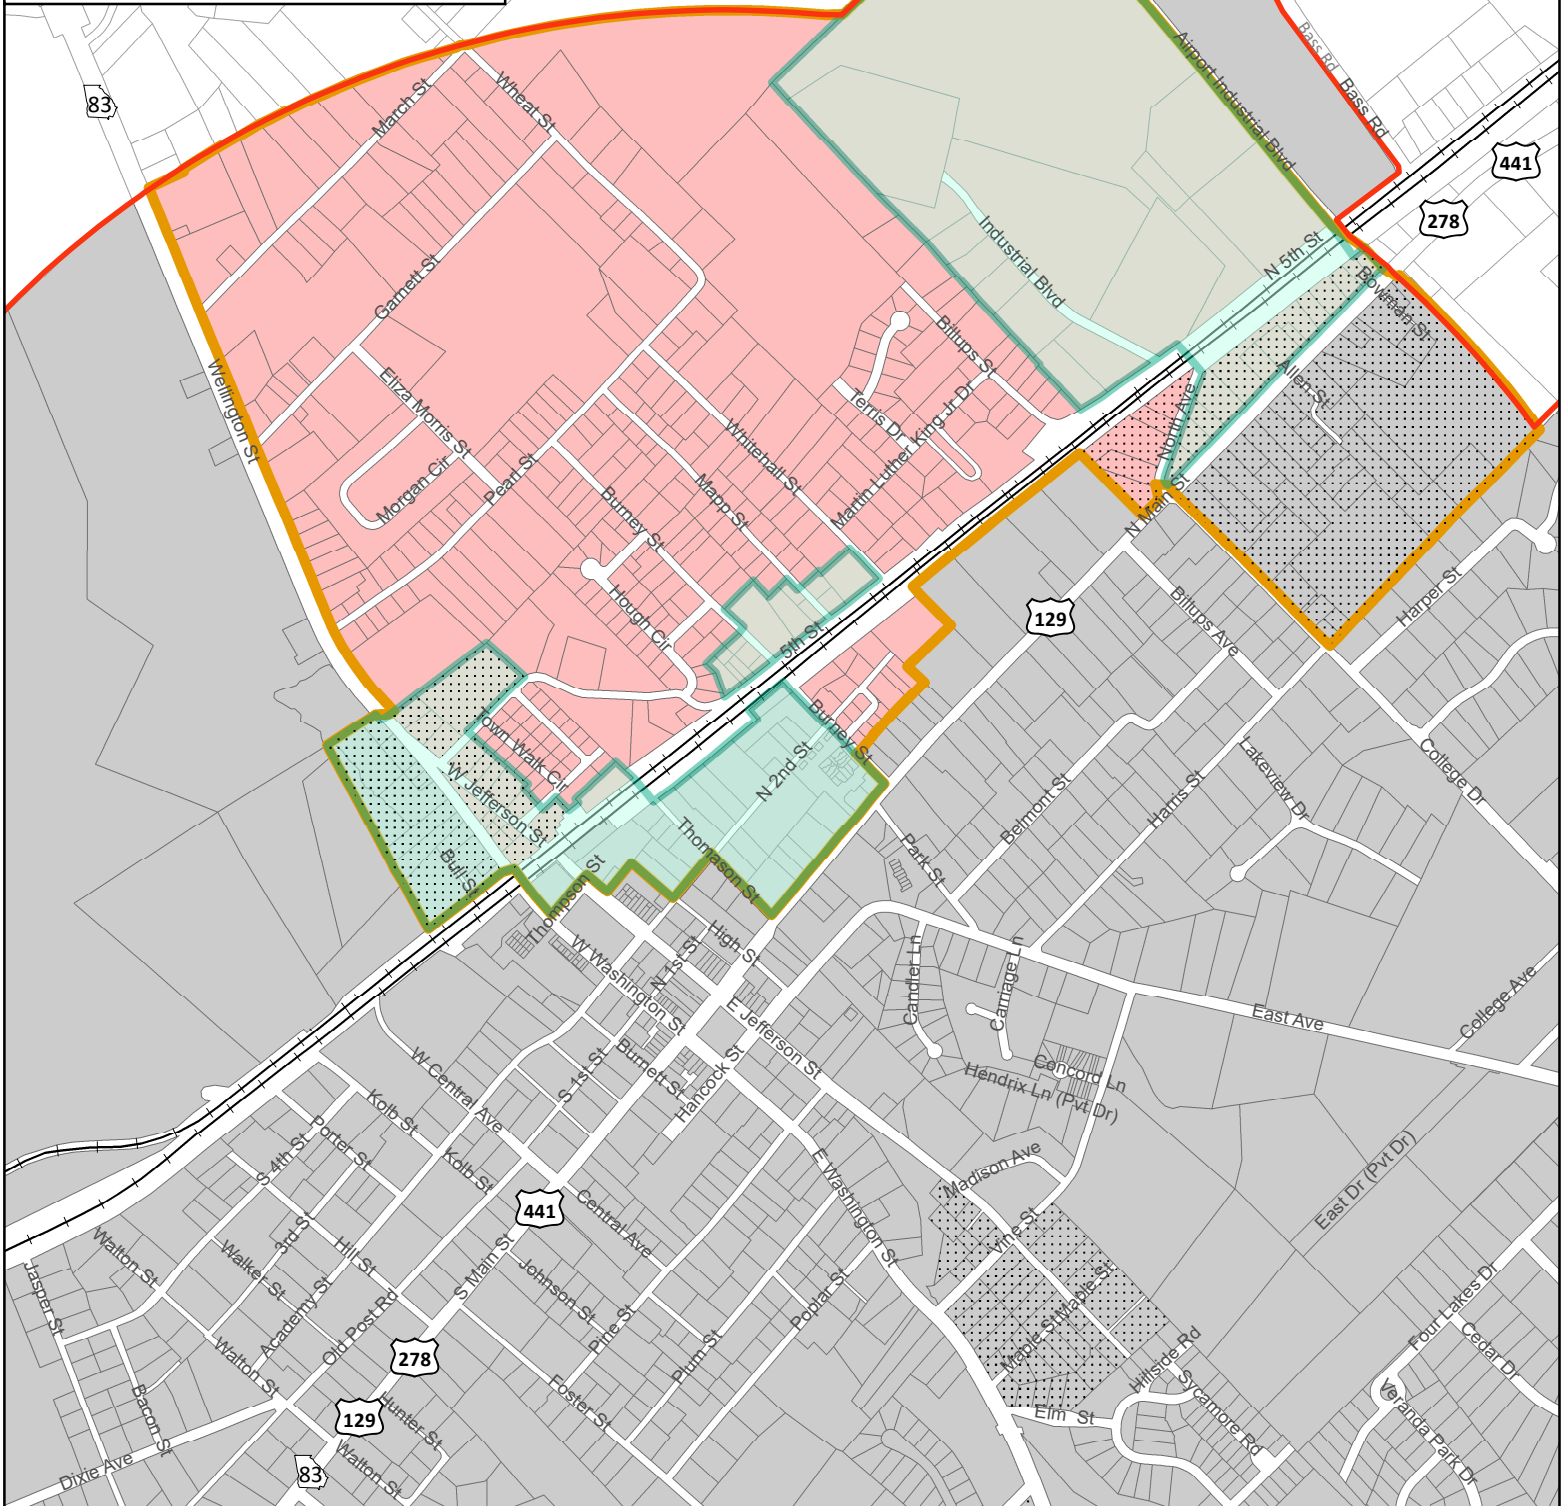 83
March St
Wheat St
Airport Industrial Blvd
Bass Rd
Bass Rd
441
278
Industrial Blvd
N 5th St
Bowman St
Garnett St
Wellington St
Eliza Morris St
Morgan Cir
Pearl St
Billups St
Terris Dr
Martin Luther King Jr Dr
Whitehall St
Mapp St
Burney St
Hough Cir
Allen St
North Ave
N Main St
129
Billups Ave
Harper St
5th St
Burney St
N 2nd St
Town Walk Cir
W Jefferson St
Bull St
Thomason St
Thompson St
Park St
Belmont St
Harris St
Lakeview Dr
College Dr
High St
N 1st St
W Washington St
E Jefferson St
Candler Ln
Carriage Ln
East Ave
College Ave
Concord Ln
Hendrix Ln (Pvt Dr)
W Central Ave
S 1st St
Burnett St
Hancock St
Kolb St
Porter St
S 4th St
Kolb St
441
Central Ave
E Washington St
Madison Ave
Vine St
East Dr (Pvt Dr)
Walton St
3rd St
Walker St
Hill St
Academy St
Old Post Rd
S Main St
Johnson St
Pine St
Plum St
Poplar St
Maple St
Maple St
Hillside Rd
Sycamore Rd
Elm St
Four Lakes Dr
Cedar Dr
Veranda Park Dr
Jasper St
Bacon St
Walton St
278
129
Hunter St
Foster St
Dixie Ave
83
Walton St